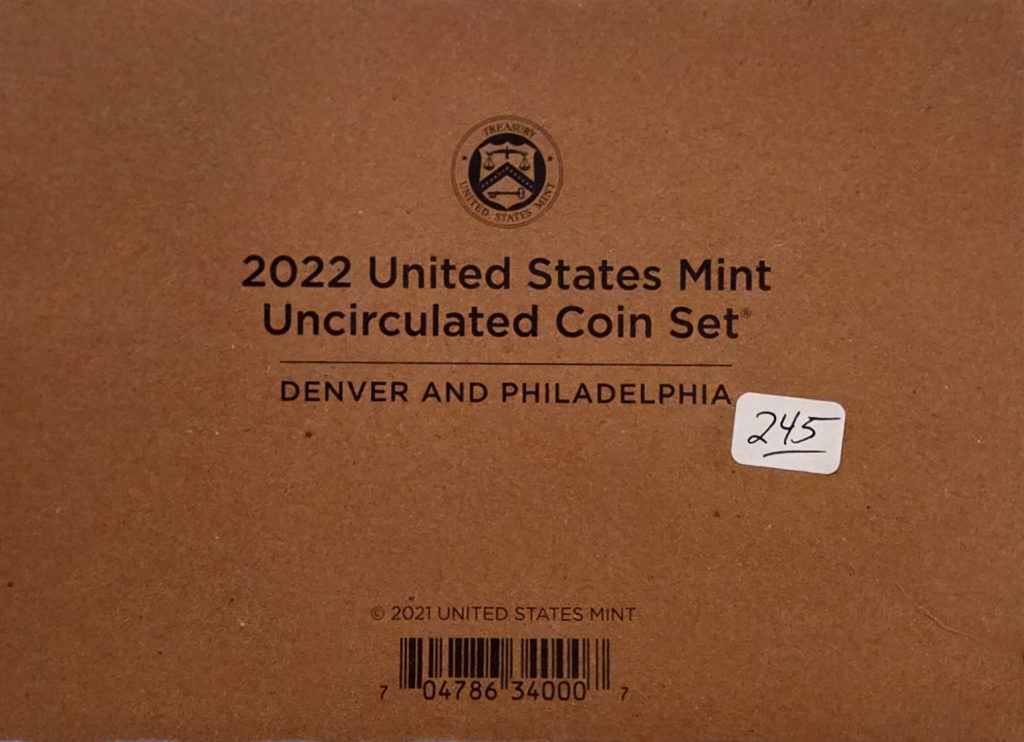 TREASURY
UNITED STATES MINT
2022 United States Mint
Uncirculated Coin Set®
DENVER AND PHILADELPHIA
245
© 2021 UNITED STATES MINT
7 04786 34000 7